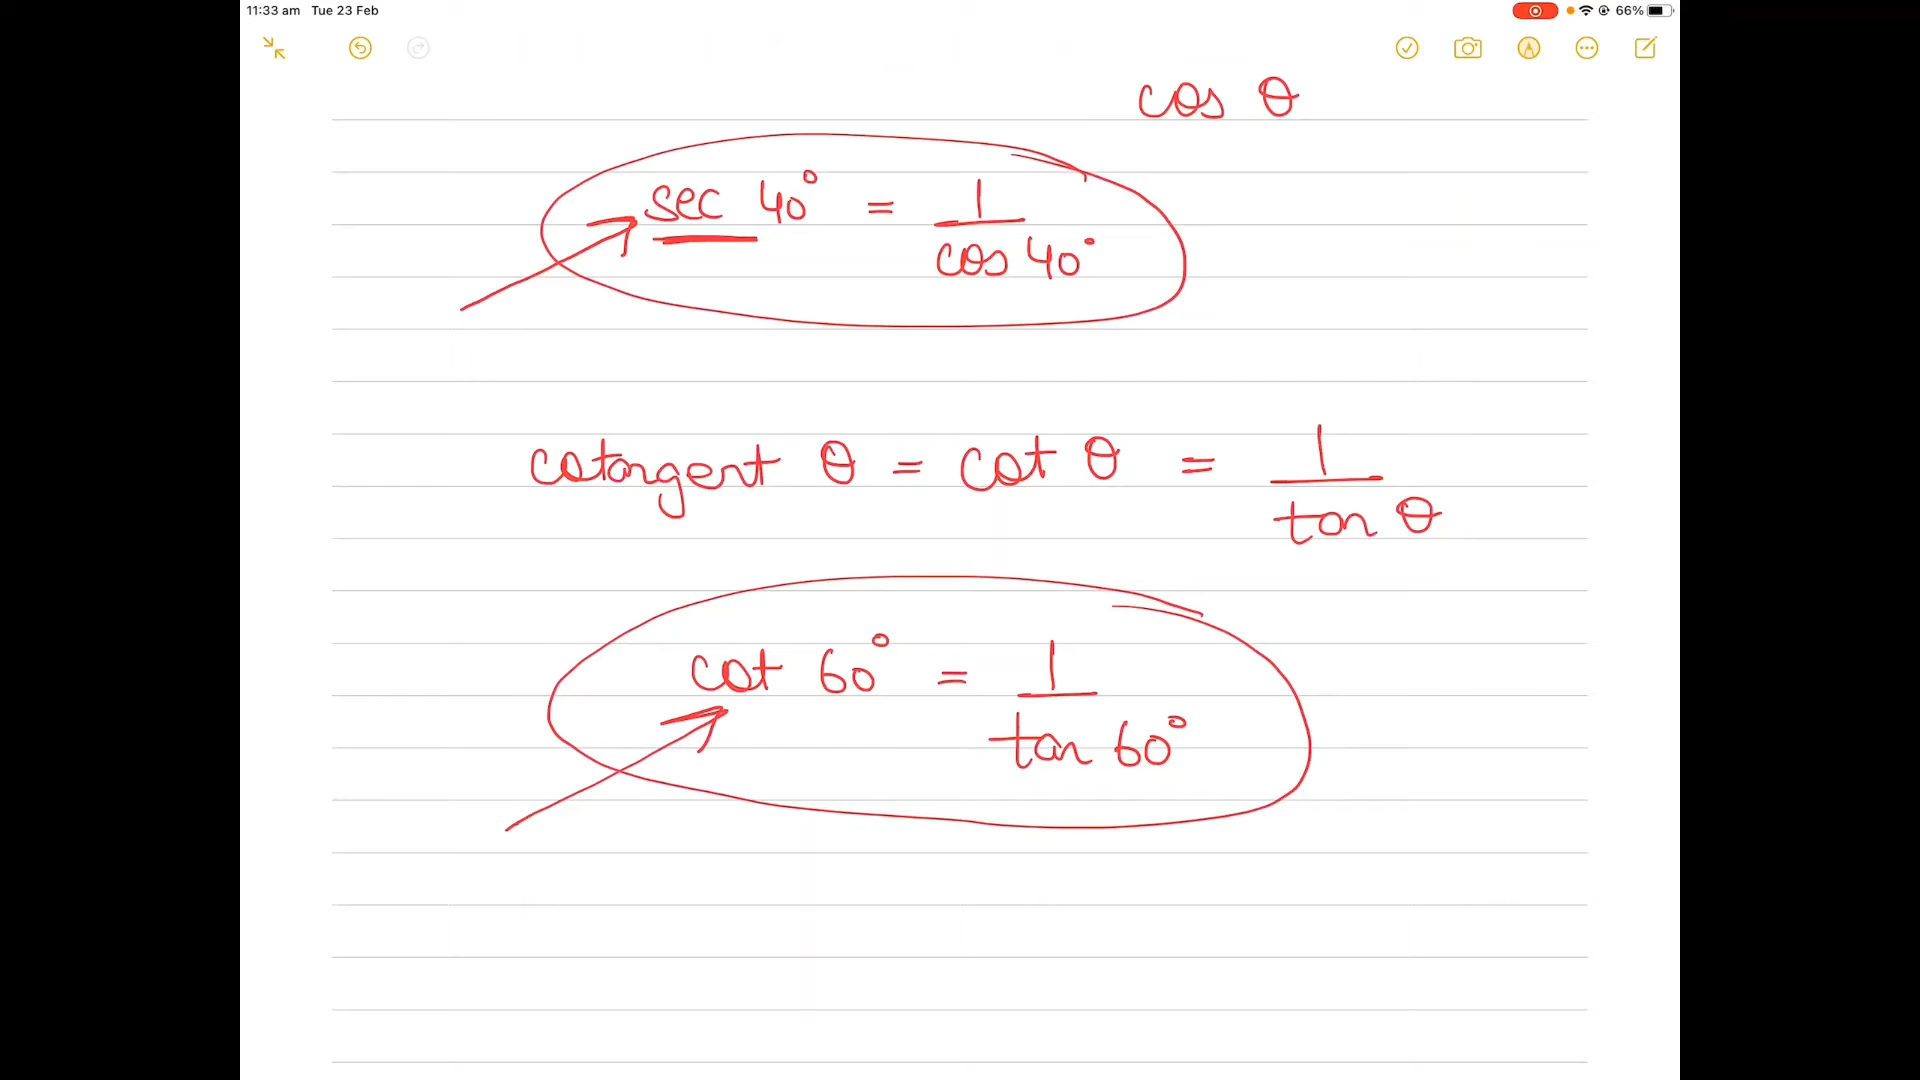 11:33 am Tue 23 Feb 66%
cos θ
sec 40° = 1/cos 40°
cotangent θ = cot θ = 1/tan θ
cot 60° = 1/tan 60°